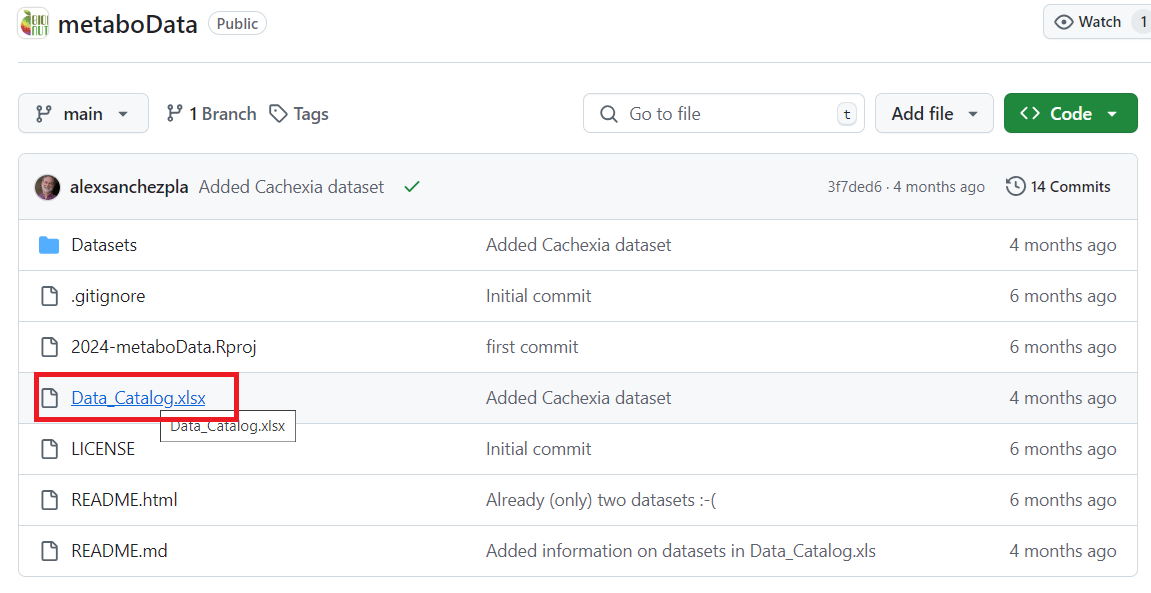 metaboData Public Watch 1
main 1 Branch Tags Go to file t Add file Code
alexsanchezpla Added Cachexia dataset 3f7ded6 · 4 months ago 14 Commits
Datasets Added Cachexia dataset 4 months ago
.gitignore Initial commit 6 months ago
2024-metaboData.Rproj first commit 6 months ago
Data_Catalog.xlsx Added Cachexia dataset 4 months ago
Data_Catalog.xlsx
LICENSE Initial commit 6 months ago
README.html Already (only) two datasets :-( 6 months ago
README.md Added information on datasets in Data_Catalog.xls 4 months ago